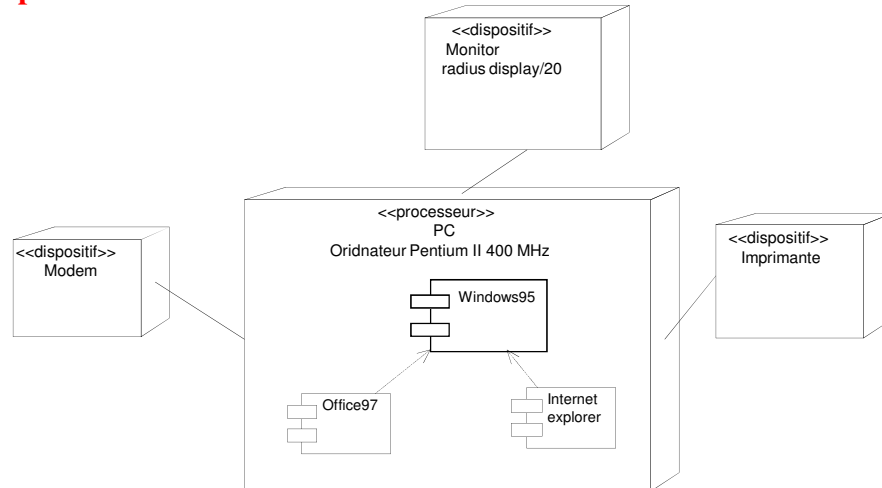 <<dispositif>>
Monitor
radius display/20
<<processeur>>
PC
Oridnateur Pentium II 400 MHz
<<dispositif>>
Modem
<<dispositif>>
Imprimante
Windows95
Office97
Internet
explorer